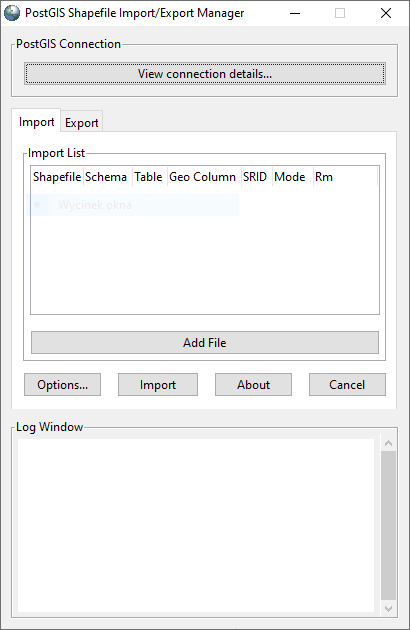 PostGIS Shapefile Import/Export Manager
PostGIS Connection
View connection details...
Import Export
Import List
Shapefile Schema Table Geo Column SRID Mode Rm
Wycinek okna
Add File
Options... Import About Cancel
Log Window